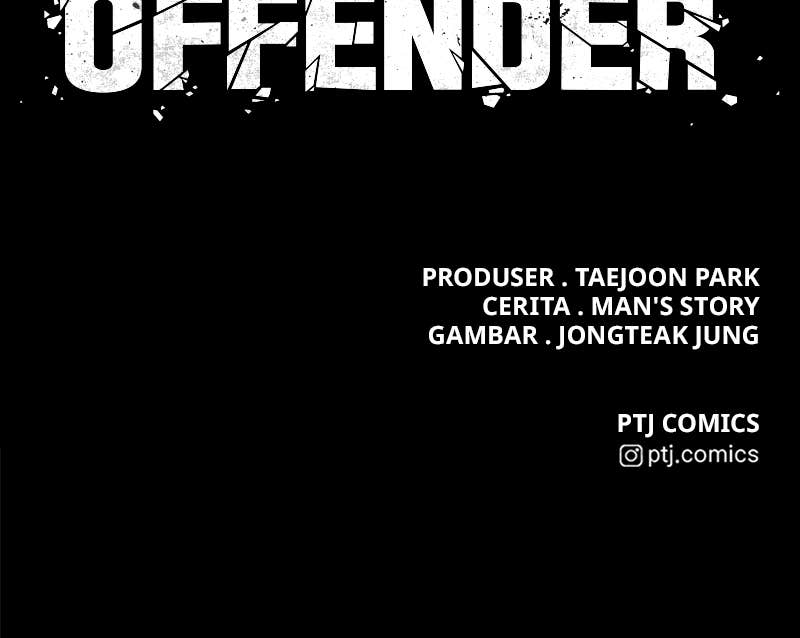 OFFENDER
PRODUSER . TAEJOON PARK
CERITA . MAN'S STORY
GAMBAR . JONGTEAK JUNG
PTJ COMICS
ptj.comics